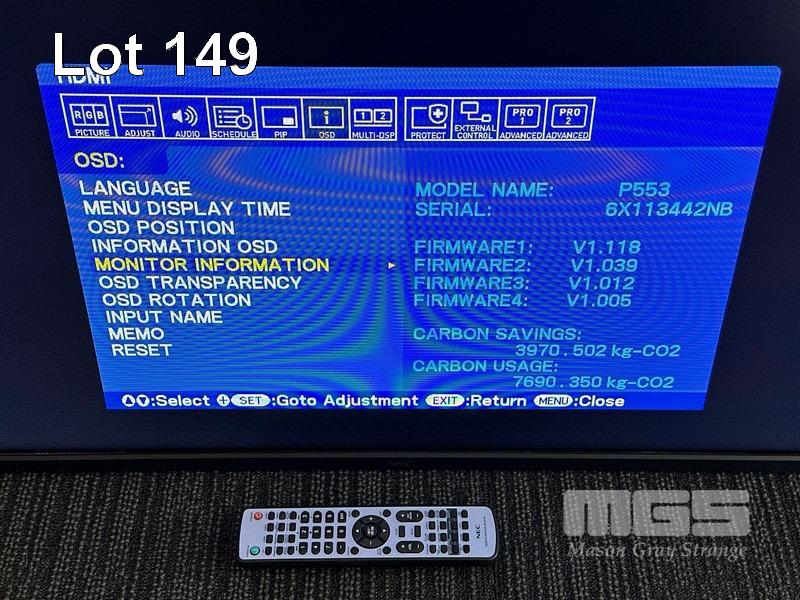 Lot 149
HDMI
RGB
PICTURE ADJUST AUDIO SCHEDULE PIP OSD MULTI-DSP PROTECT EXTERNAL CONTROL PRO 1 ADVANCED PRO 2 ADVANCED
OSD:
LANGUAGE MODEL NAME: P553
MENU DISPLAY TIME SERIAL: 6X113442NB
OSD POSITION
INFORMATION OSD FIRMWARE1: V1.118
MONITOR INFORMATION FIRMWARE2: V1.039
OSD TRANSPARENCY FIRMWARE3: V1.012
OSD ROTATION FIRMWARE4: V1.005
INPUT NAME
MEMO CARBON SAVINGS:
RESET 3970.502 kg-CO2
CARBON USAGE:
7690.350 kg-CO2
:Select SET :Goto Adjustment EXIT :Return MENU :Close
NEC
NEC
MGS
Mason Gray Strange